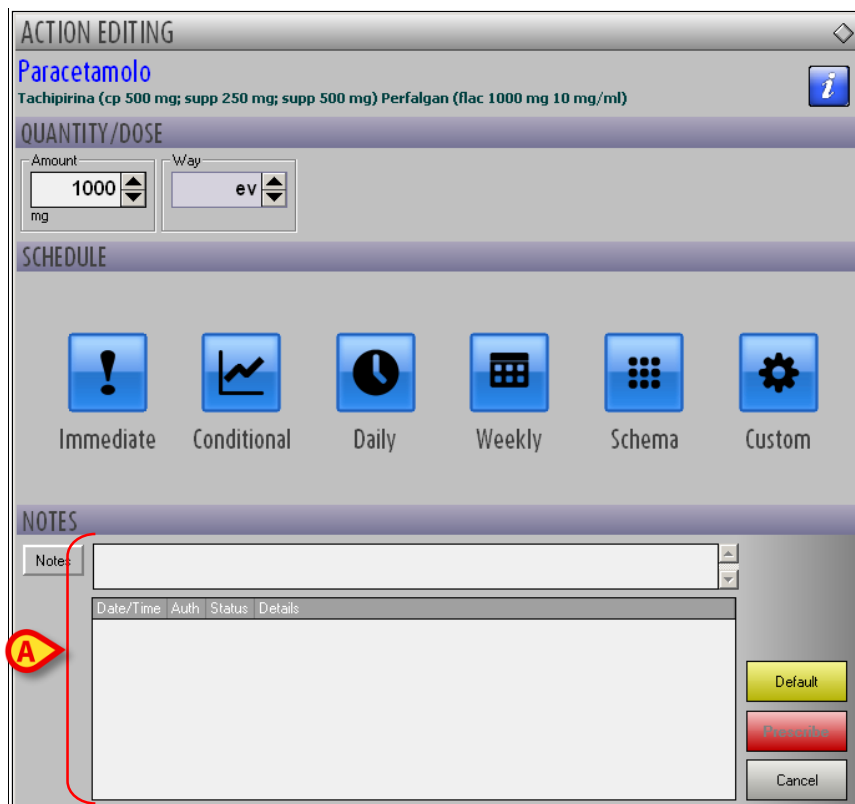 ACTION EDITING
Paracetamolo
Tachipirina (cp 500 mg; supp 250 mg; supp 500 mg) Perfalgan (flac 1000 mg 10 mg/ml)
i
QUANTITY/DOSE
Amount Way
1000 ev
mg
SCHEDULE
Immediate Conditional Daily Weekly Schema Custom
NOTES
Notes
Date/Time Auth Status Details
A
Default
Prescribe
Cancel